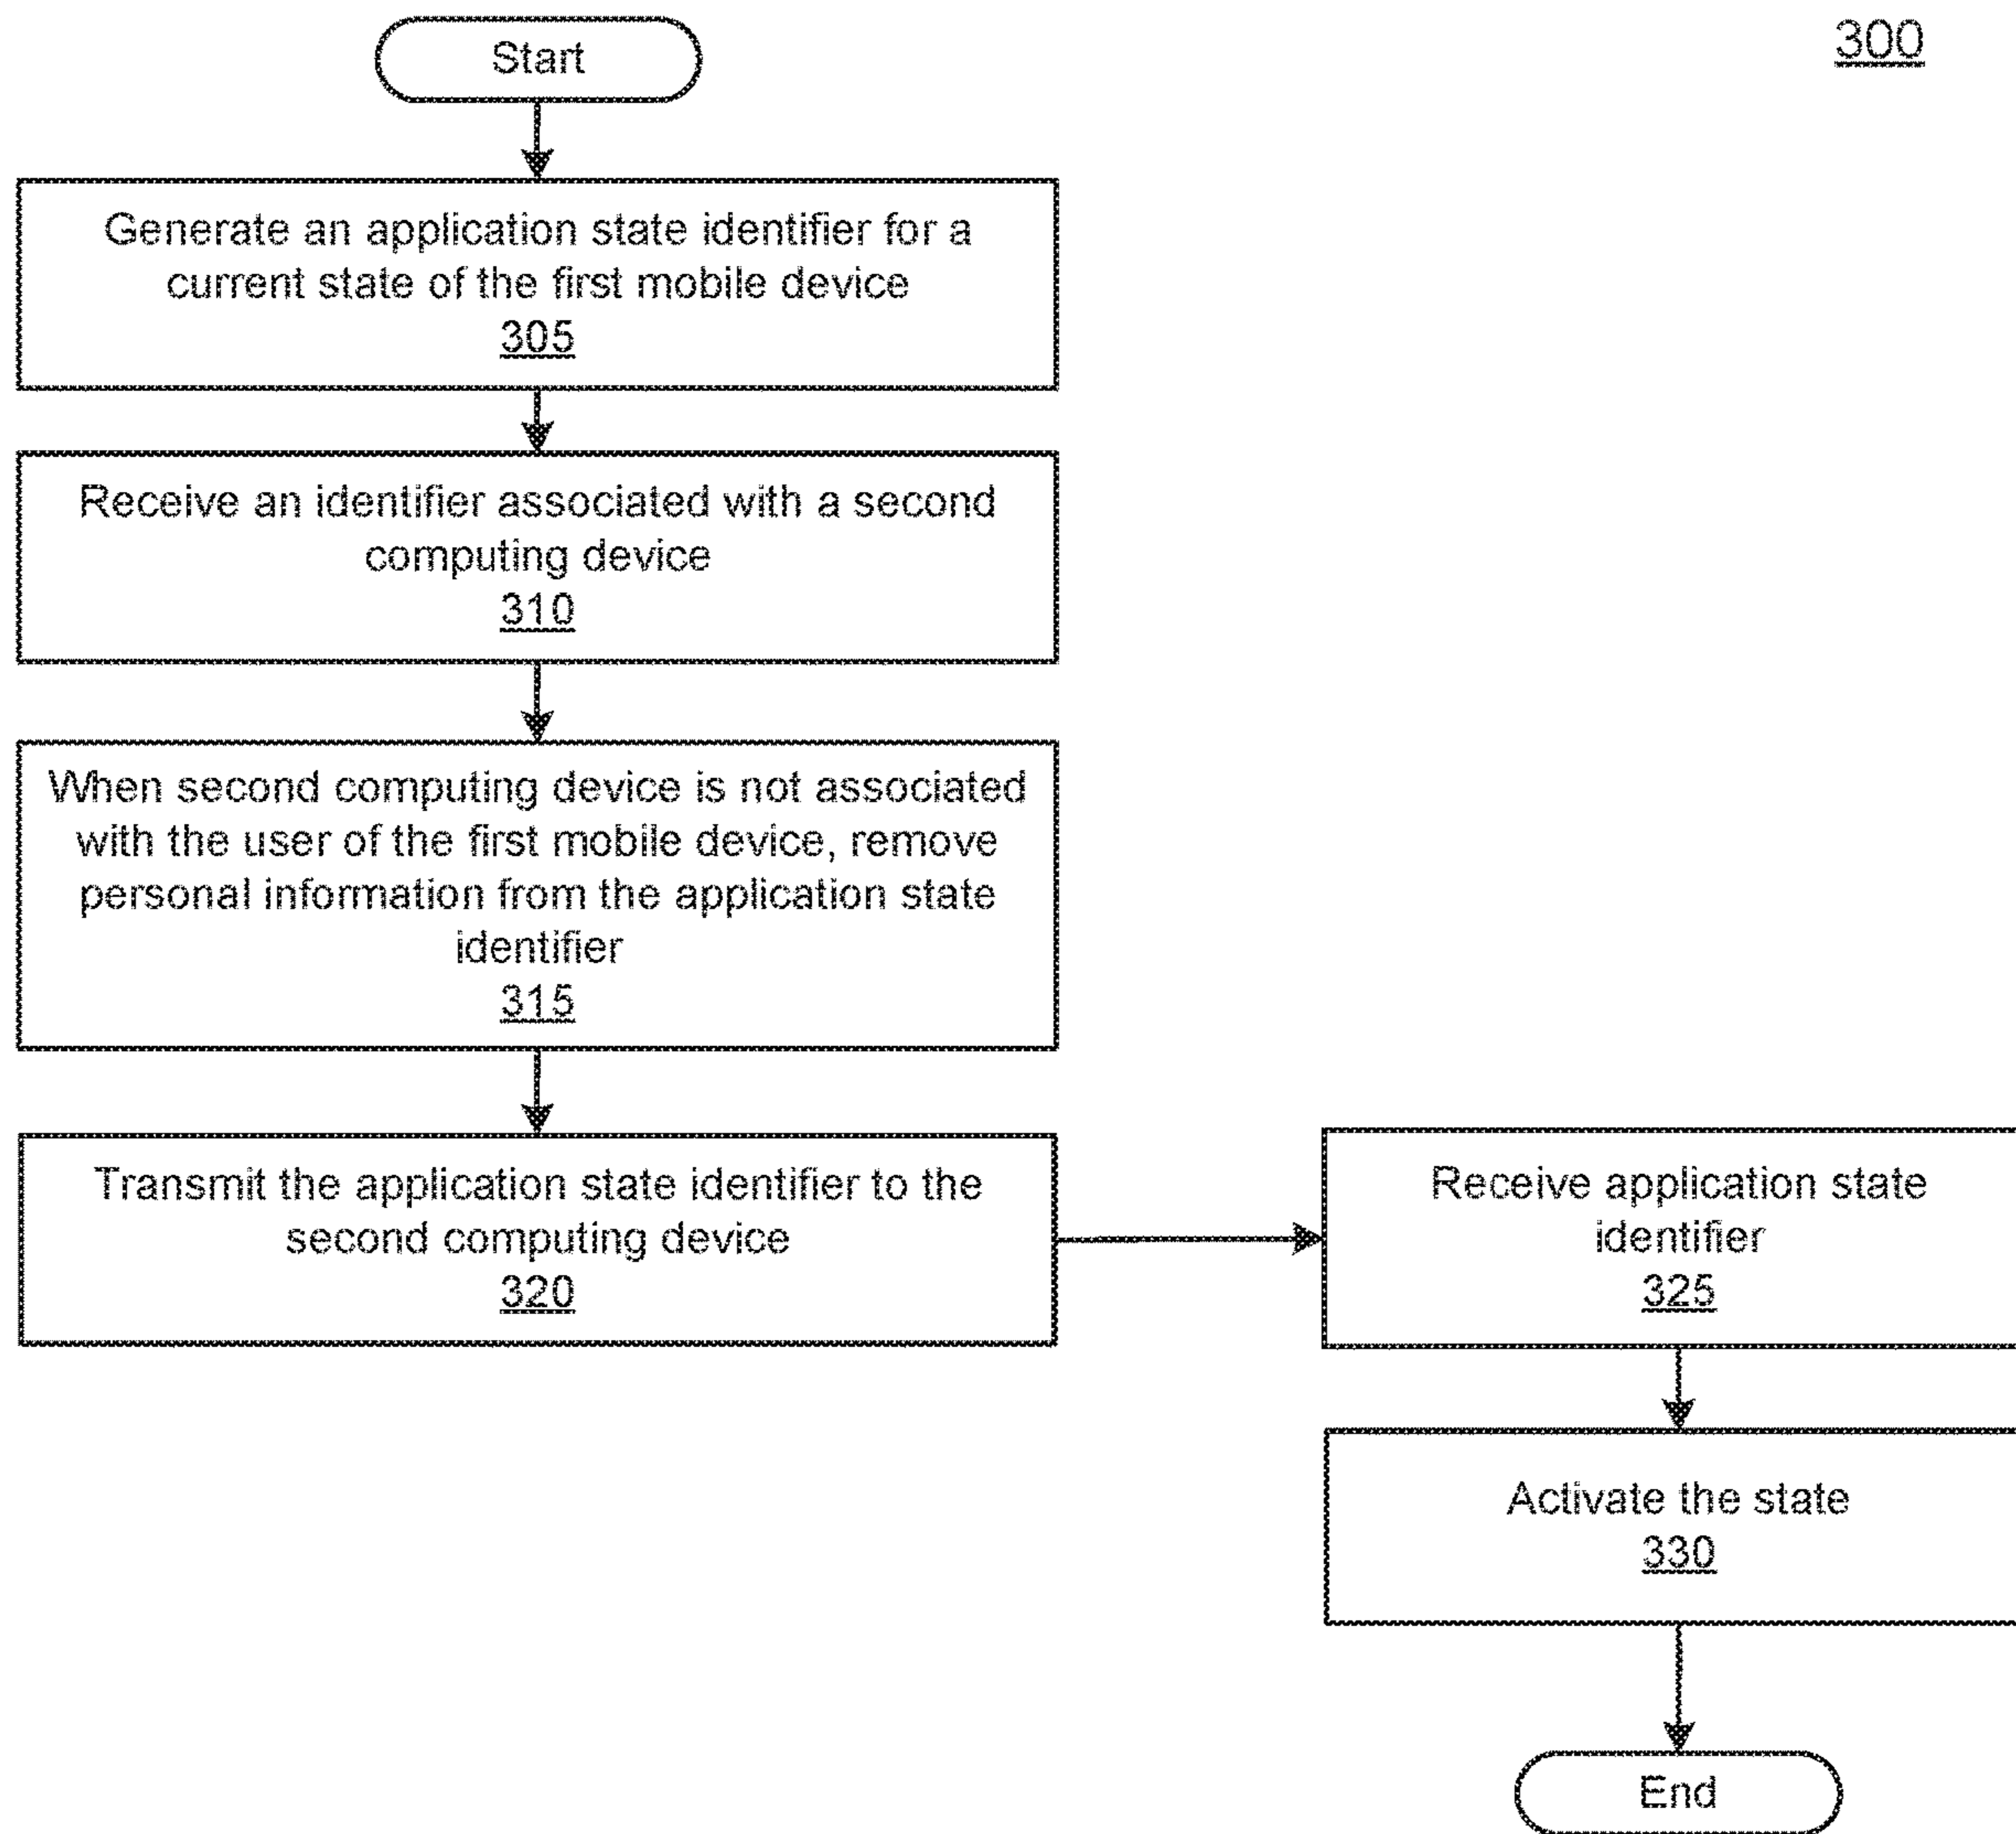 300
Start
Generate an application state identifier for a
current state of the first mobile device
305
Receive an identifier associated with a second
computing device
310
When second computing device is not associated
with the user of the first mobile device, remove
personal information from the application state
identifier
315
Transmit the application state identifier to the
second computing device
320
Receive application state
identifier
325
Activate the state
330
End